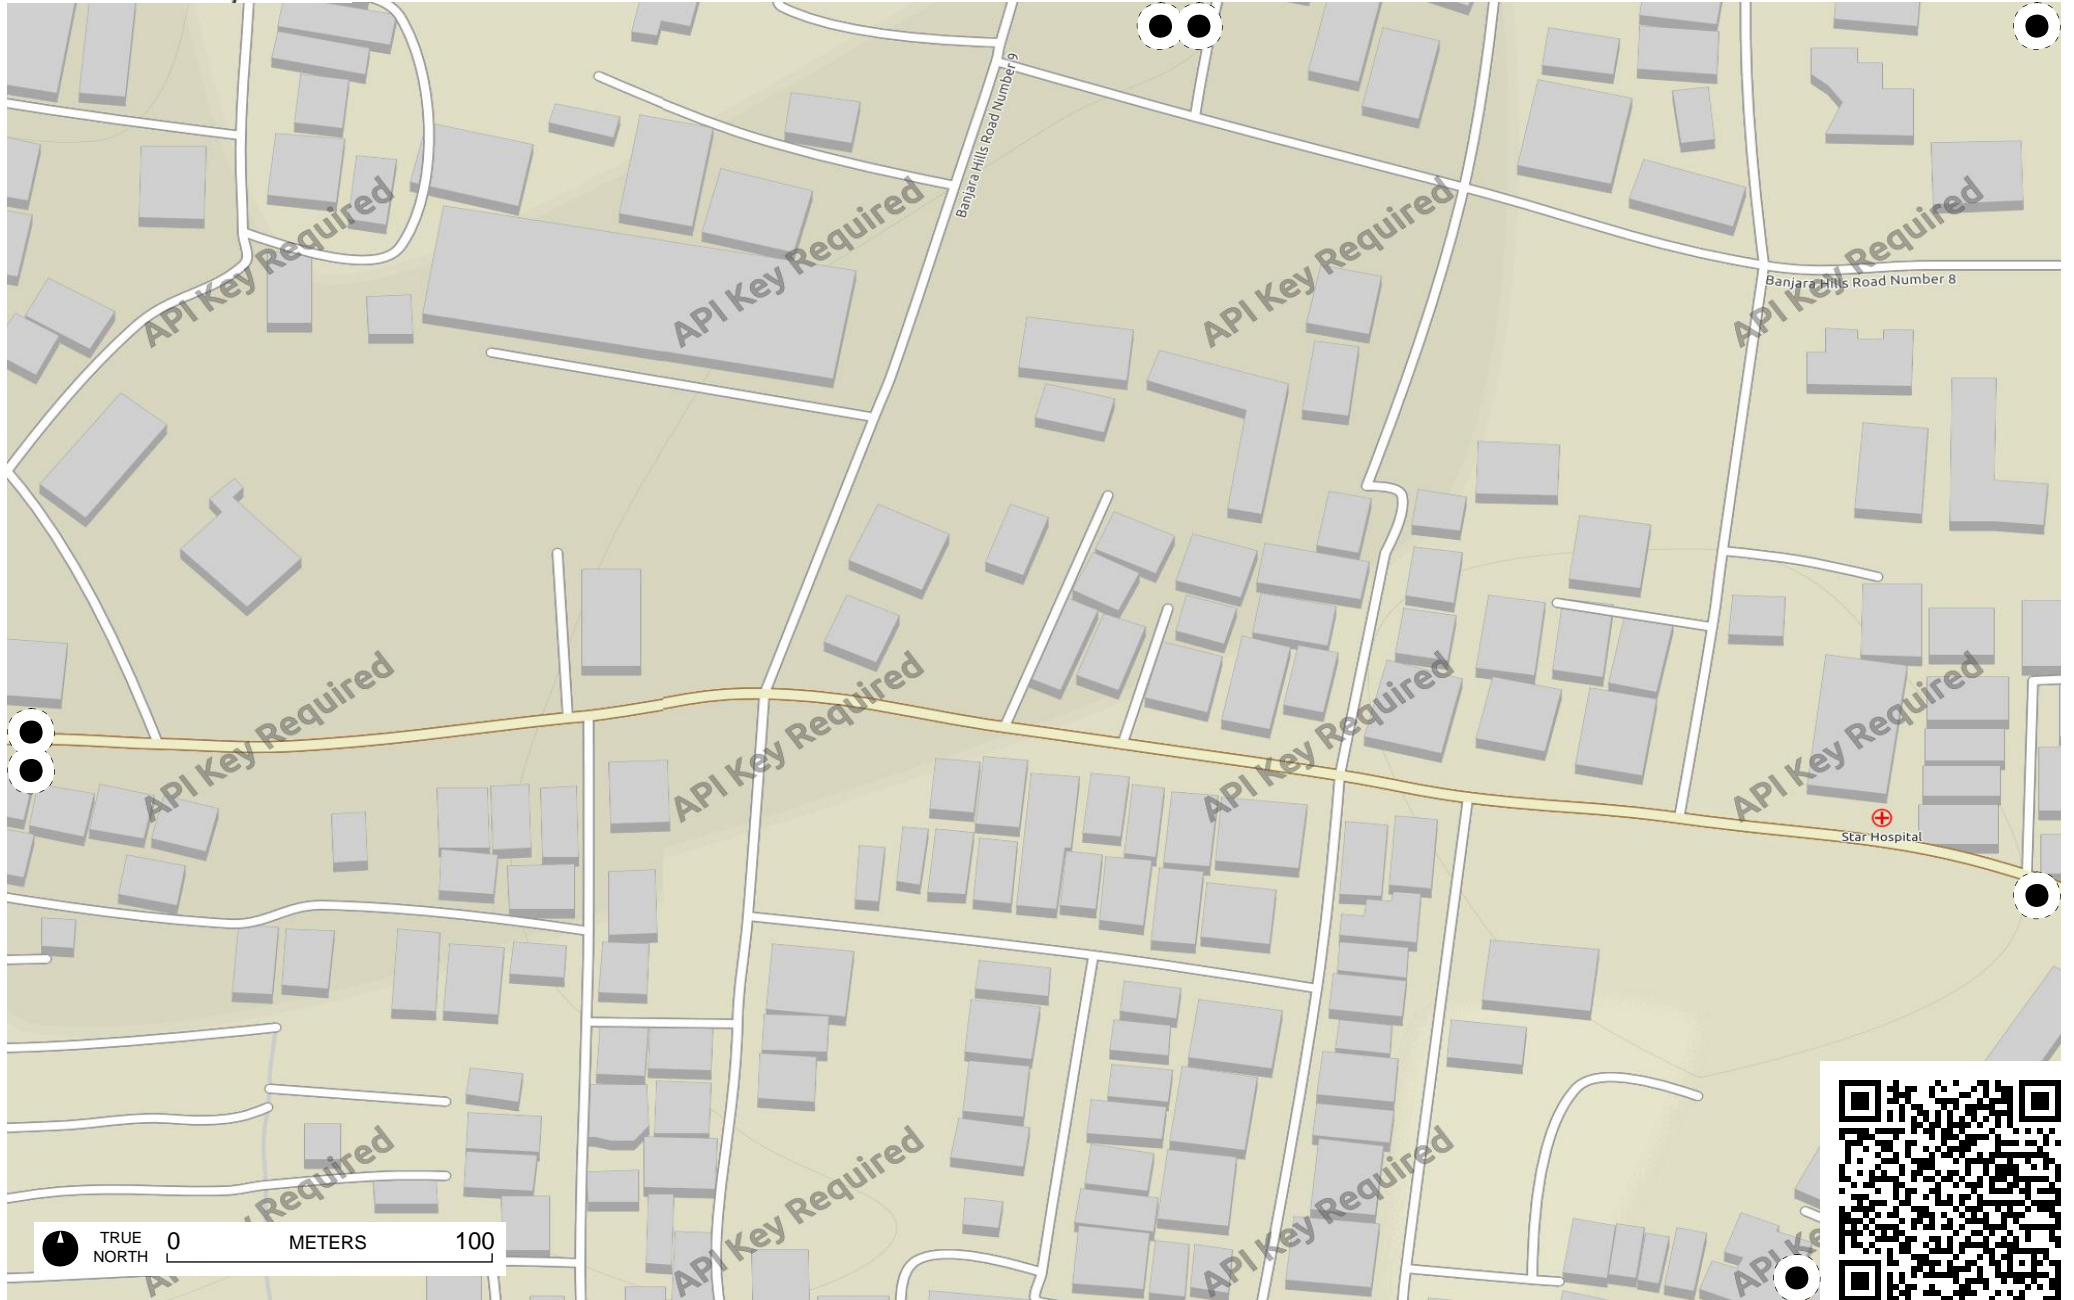 Banjara Hills Road Number 9
API Key Required
API Key Required
API Key Required
API Key Required
Banjara Hills Road Number 8
API Key Required
API Key Required
API Key Required
API Key Required
Star Hospital
API Key Required
API Key Required
API Key Required
TRUE
NORTH
0
METERS
100